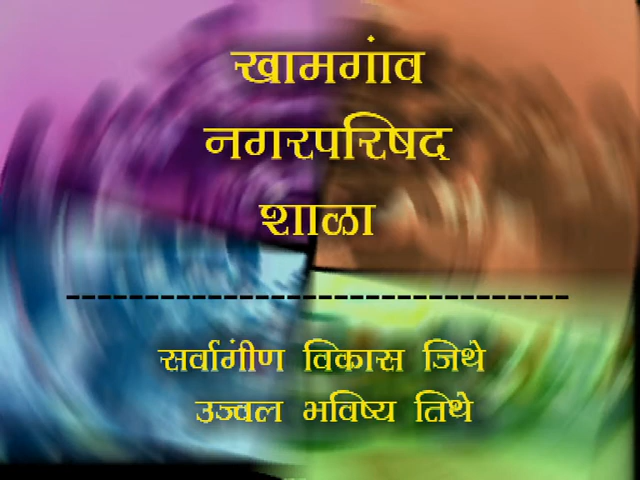 खामगांव
नगरपरिषद
शाळा
---------------------------------
सर्वागंीण विकास जिथे
उज्वल भविष्य तिथे